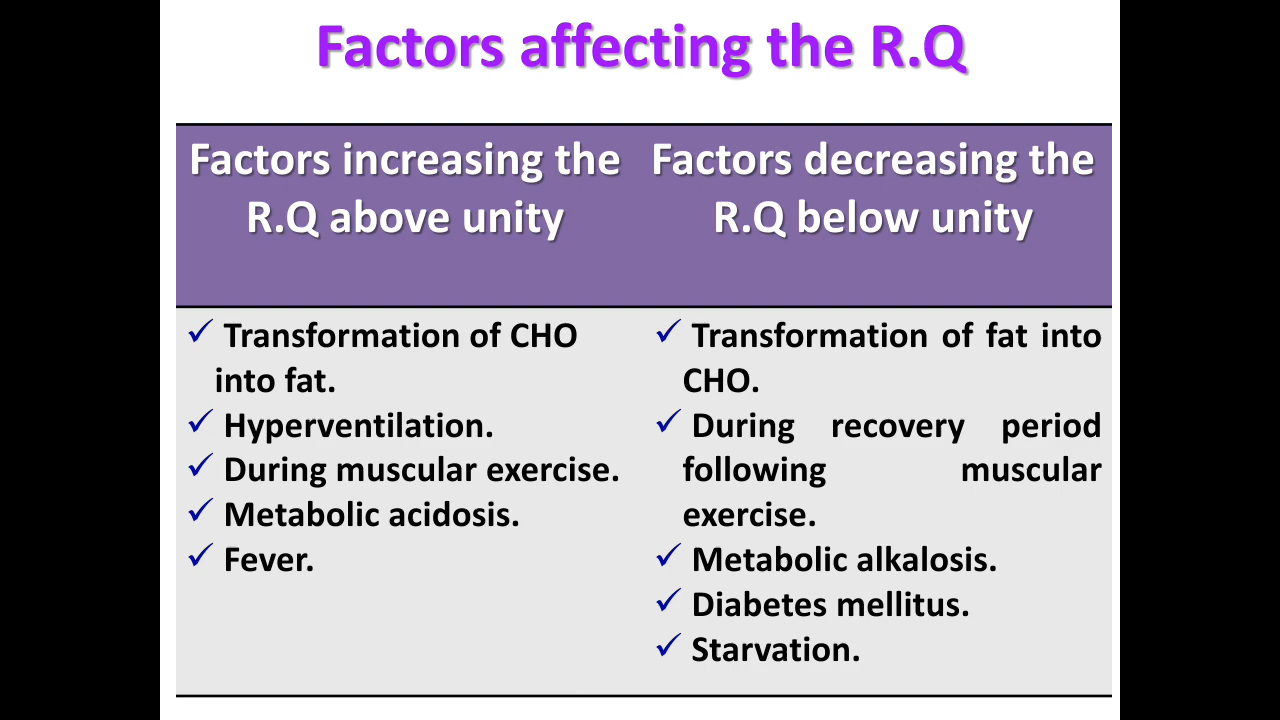 Factors affecting the R.Q
Factors increasing the
R.Q above unity
Factors decreasing the
R.Q below unity
✓ Transformation of CHO
into fat.
✓ Hyperventilation.
✓ During muscular exercise.
✓ Metabolic acidosis.
✓ Fever.
✓ Transformation of fat into
CHO.
✓ During recovery period
following muscular
exercise.
✓ Metabolic alkalosis.
✓ Diabetes mellitus.
✓ Starvation.